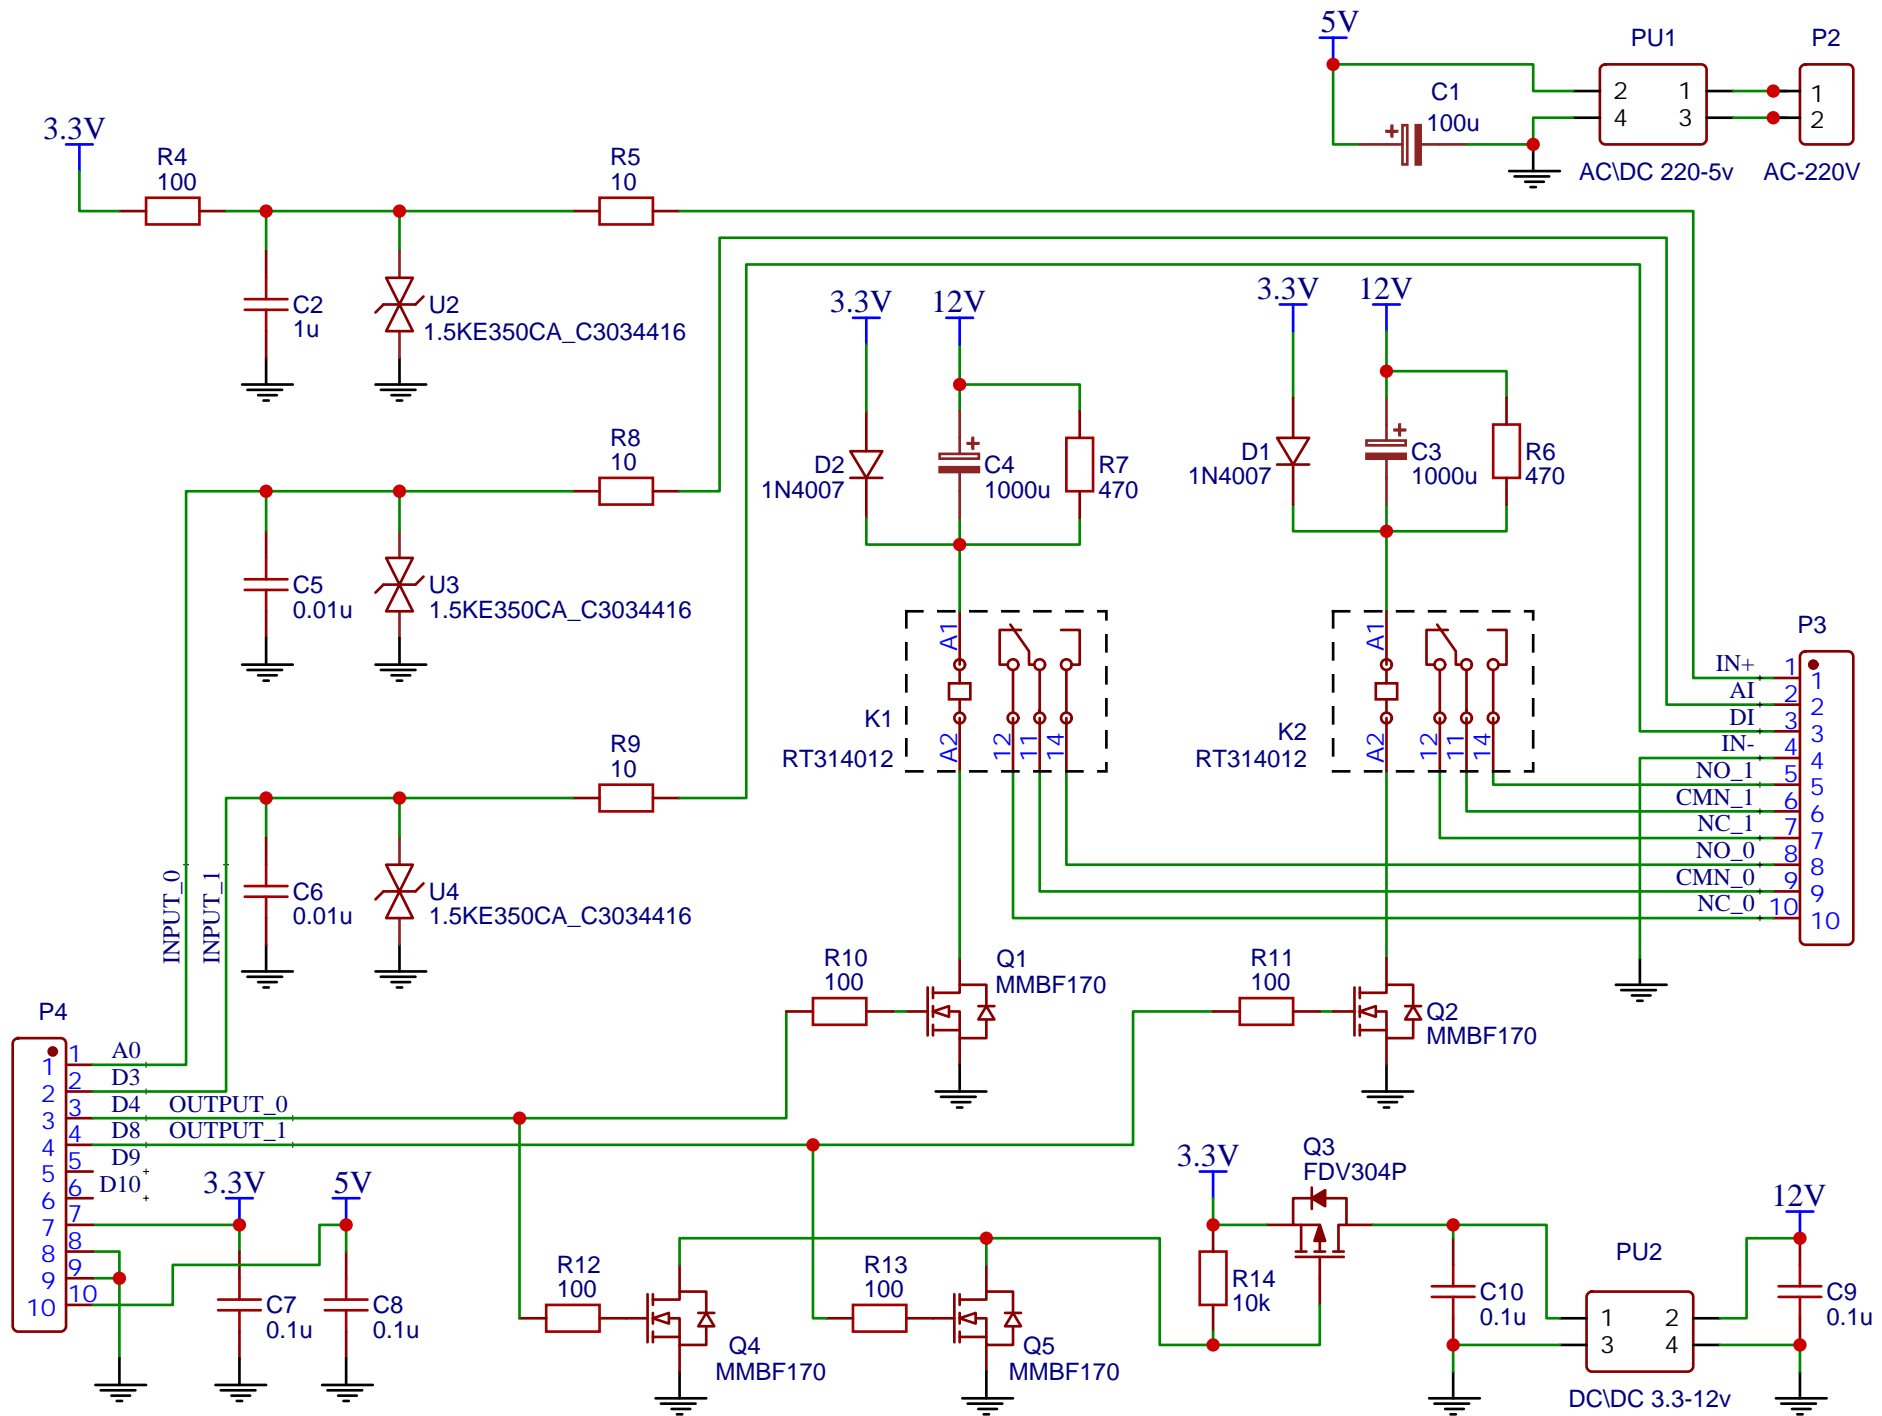 5V
PU1
P2
C1
100u
+
2 1
4 3
1
2
AC\DC 220-5v
AC-220V
3.3V
R4
100
R5
10
C2
1u
U2
1.5KE350CA_C3034416
3.3V
12V
3.3V
12V
R8
10
D2
1N4007
+
C4
1000u
R7
470
D1
1N4007
+
C3
1000u
R6
470
C5
0.01u
U3
1.5KE350CA_C3034416
A1
K1
RT314012
A2
12
11
14
A1
K2
RT314012
A2
12
11
14
P3
IN+ 1 1
AI 2 2
DI 3 3
IN- 4 4
NO_1 5 5
CMN_1 6 6
NC_1 7 7
NO_0 8 8
CMN_0 9 9
NC_0 10 10
R9
10
INPUT_0
INPUT_1
C6
0.01u
U4
1.5KE350CA_C3034416
R10
100
Q1
MMBF170
R11
100
Q2
MMBF170
P4
1 1 A0
2 2 D3
3 3 D4 OUTPUT_0
4 4 D8 OUTPUT_1
5 5 D9
6 6 D10
7 7
8 8
9 9
10 10
3.3V
5V
C7
0.1u
C8
0.1u
R12
100
Q4
MMBF170
R13
100
Q5
MMBF170
3.3V
Q3
FDV304P
R14
10k
C10
0.1u
PU2
1 2
3 4
DC\DC 3.3-12v
12V
C9
0.1u